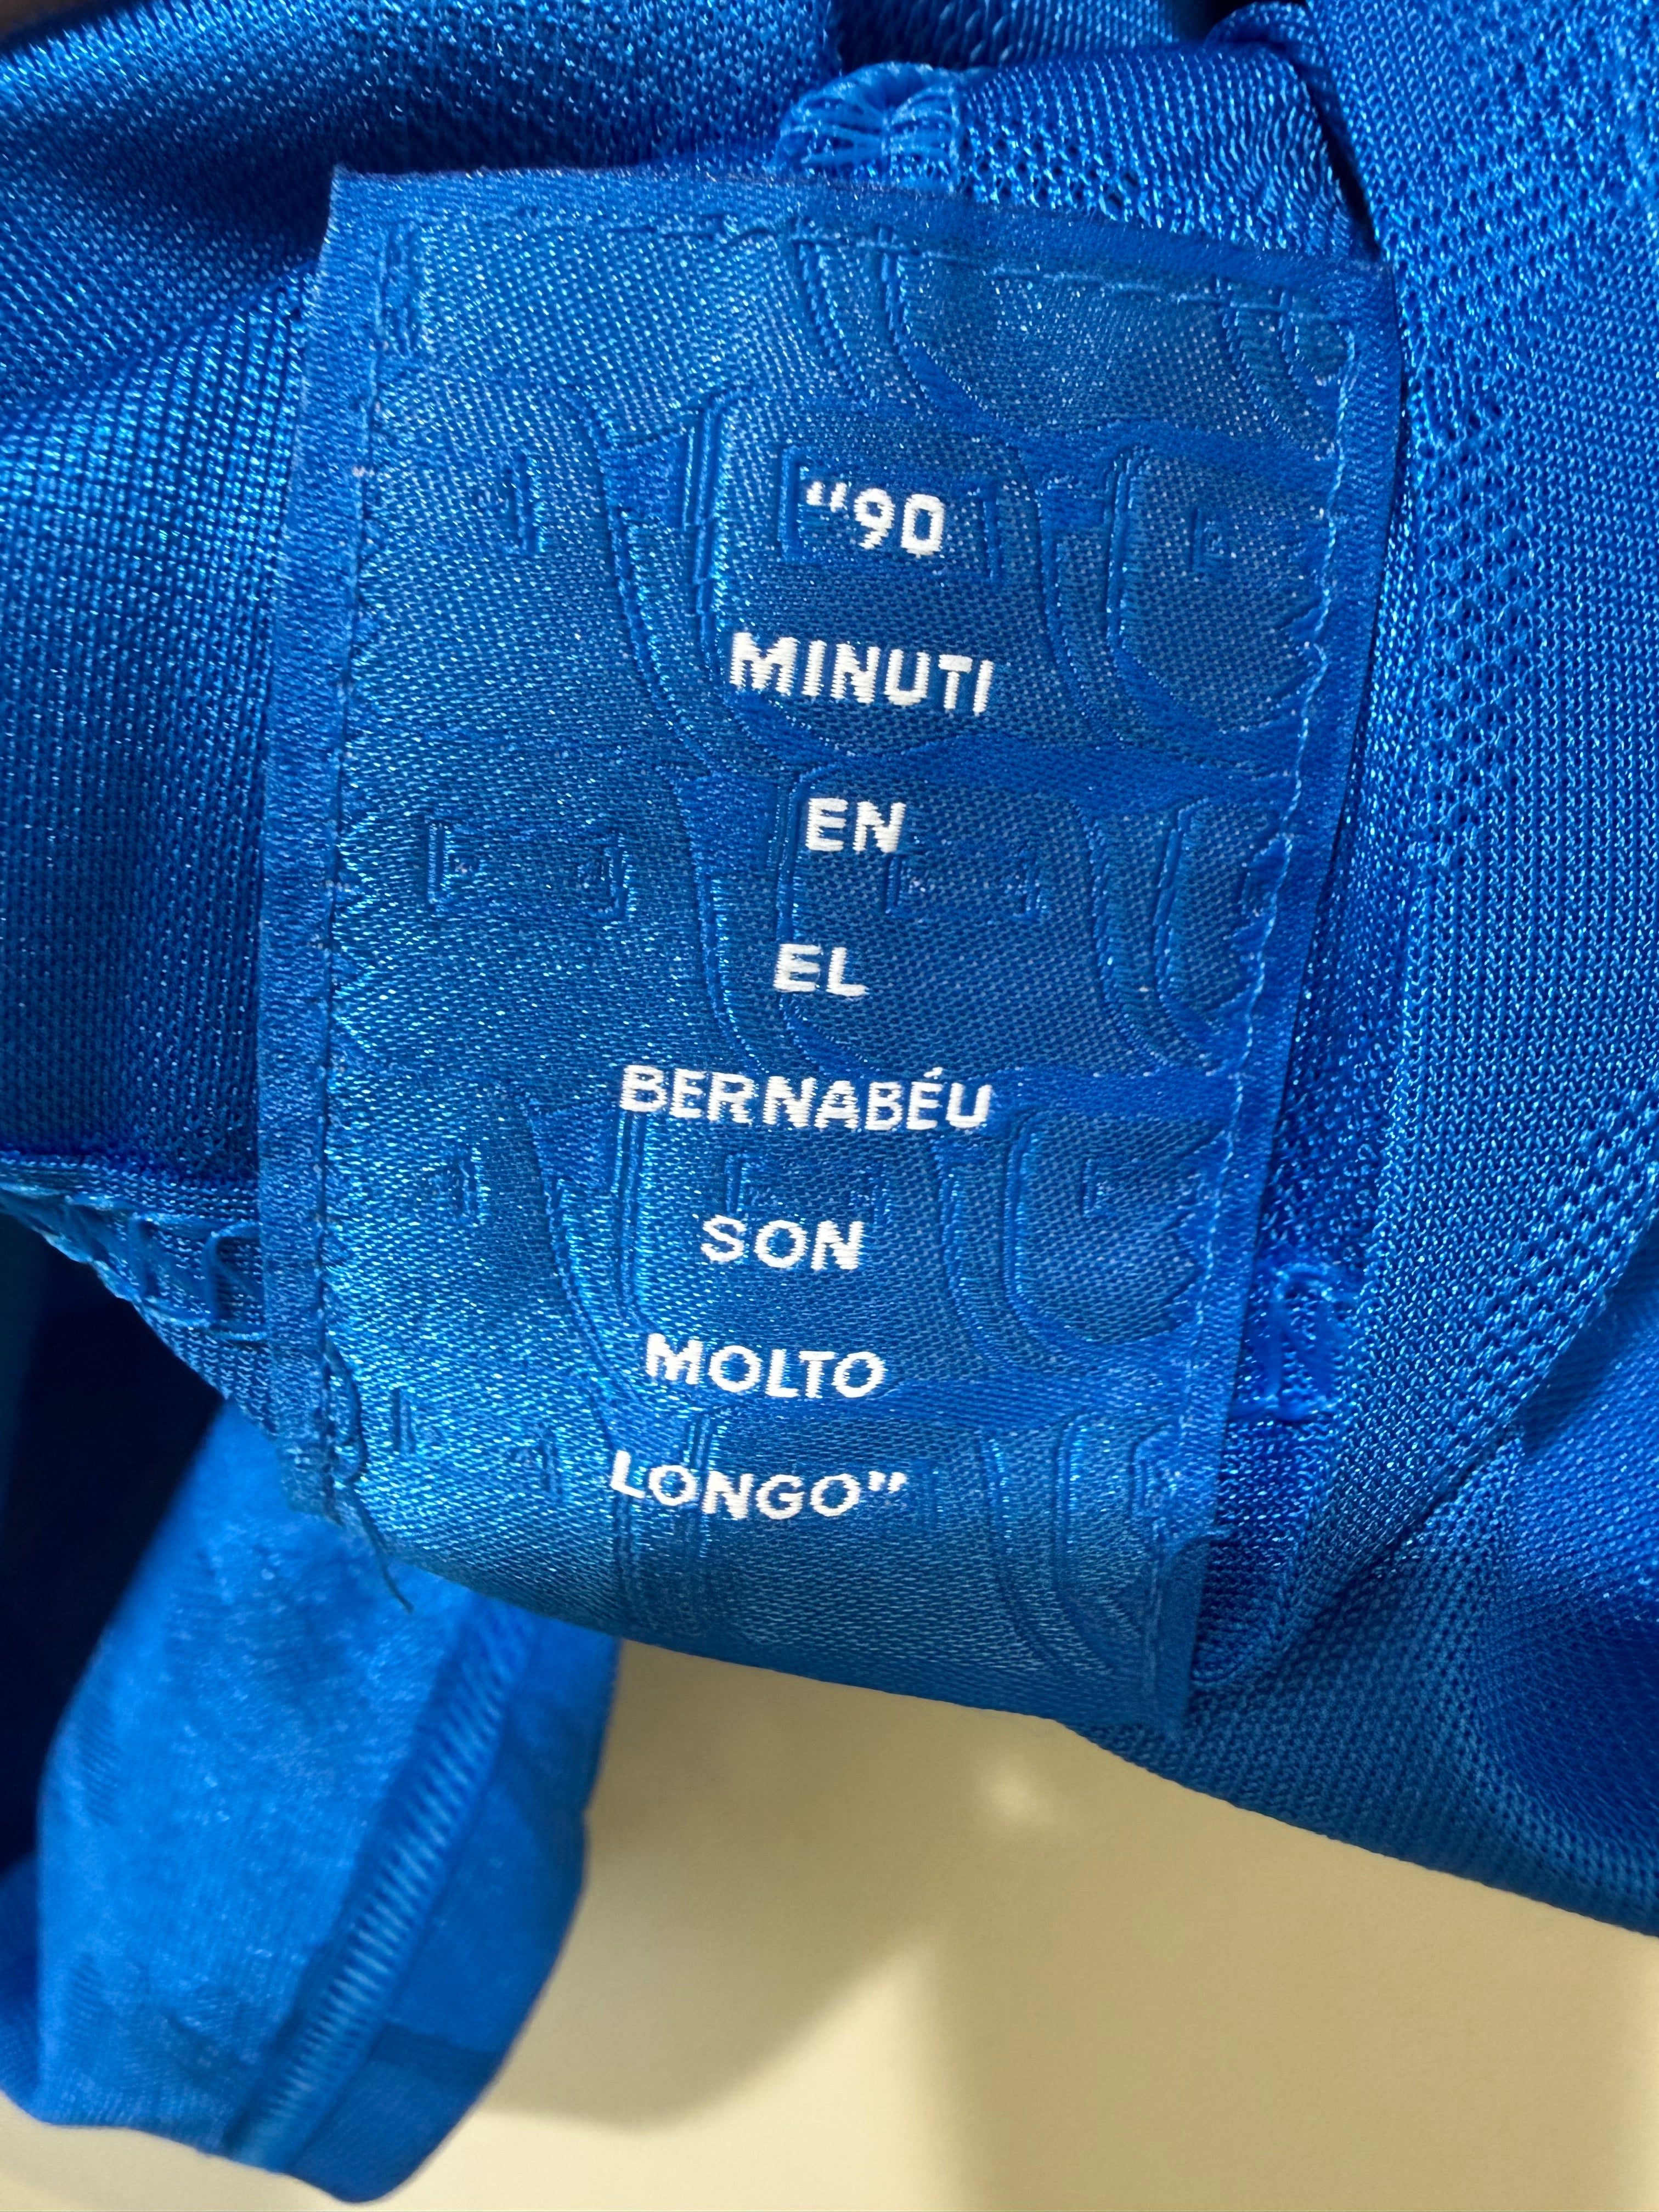 “90
MINUTI
EN
EL
BERNABÉU
SON
MOLTO
LONGO”